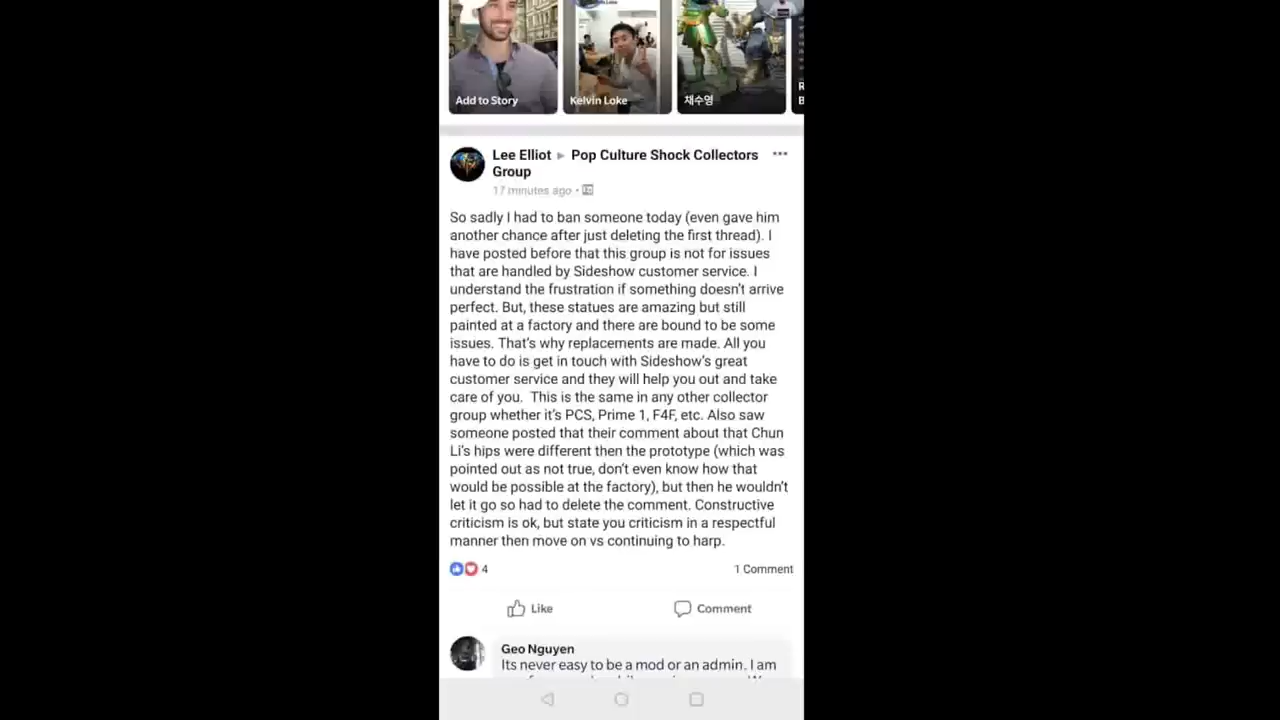 Add to Story
Kelvin Loke
채수영
R
B
Lee Elliot ▸ Pop Culture Shock Collectors
Group
17 minutes ago
So sadly I had to ban someone today (even gave him
another chance after just deleting the first thread). I
have posted before that this group is not for issues
that are handled by Sideshow customer service. I
understand the frustration if something doesn't arrive
perfect. But, these statues are amazing but still
painted at a factory and there are bound to be some
issues. That's why replacements are made. All you
have to do is get in touch with Sideshow's great
customer service and they will help you out and take
care of you.  This is the same in any other collector
group whether it's PCS, Prime 1, F4F, etc. Also saw
someone posted that their comment about that Chun
Li's hips were different then the prototype (which was
pointed out as not true, don't even know how that
would be possible at the factory), but then he wouldn't
let it go so had to delete the comment. Constructive
criticism is ok, but state you criticism in a respectful
manner then move on vs continuing to harp.
4
1 Comment
Like
Comment
Geo Nguyen
Its never easy to be a mod or an admin. I am